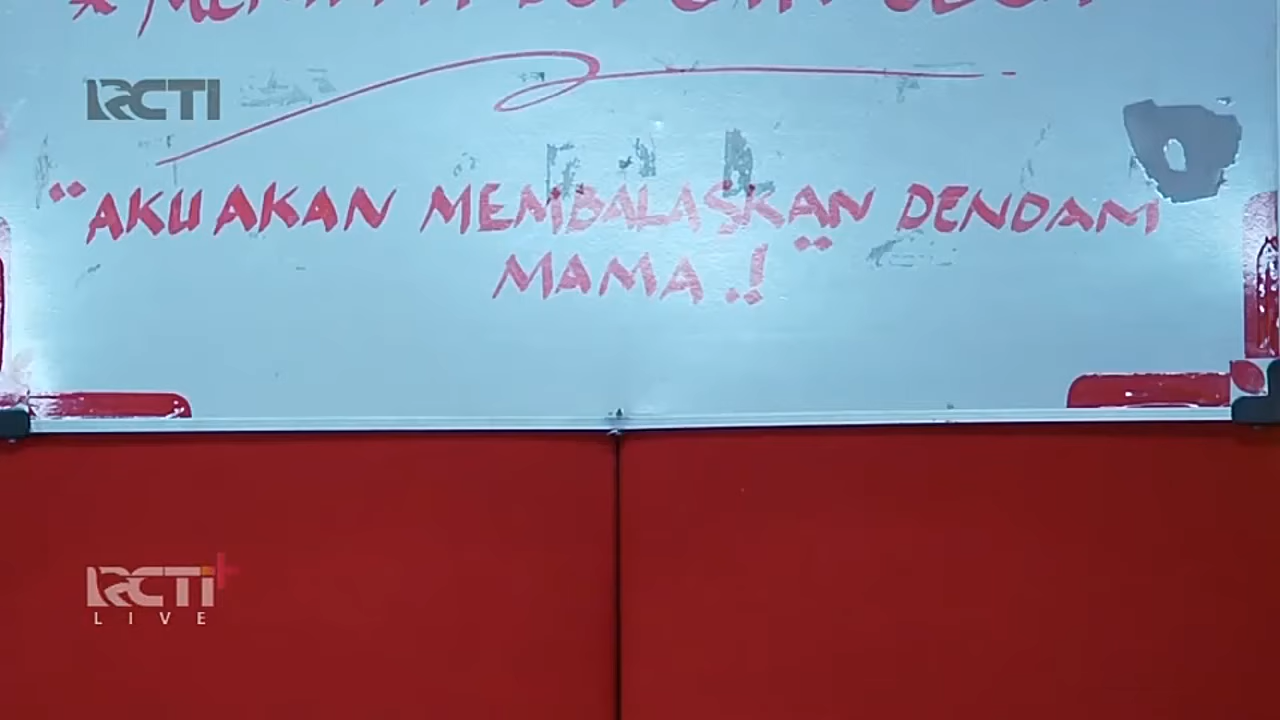 RCTI
"AKU AKAN MEMBALASKAN DENDAM
MAMA.!"
RCTI+
LIVE